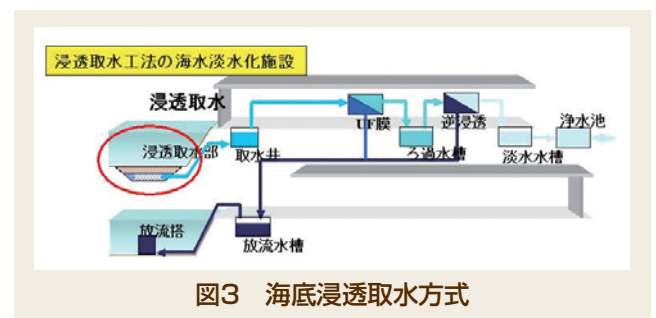 浸透取水工法の海水淡水化施設
浸透取水
UF膜
逆浸透
浄水池
浸透取水部
取水井
ろ過水槽
淡水水槽
放流搭
放流水槽
図3 海底浸透取水方式